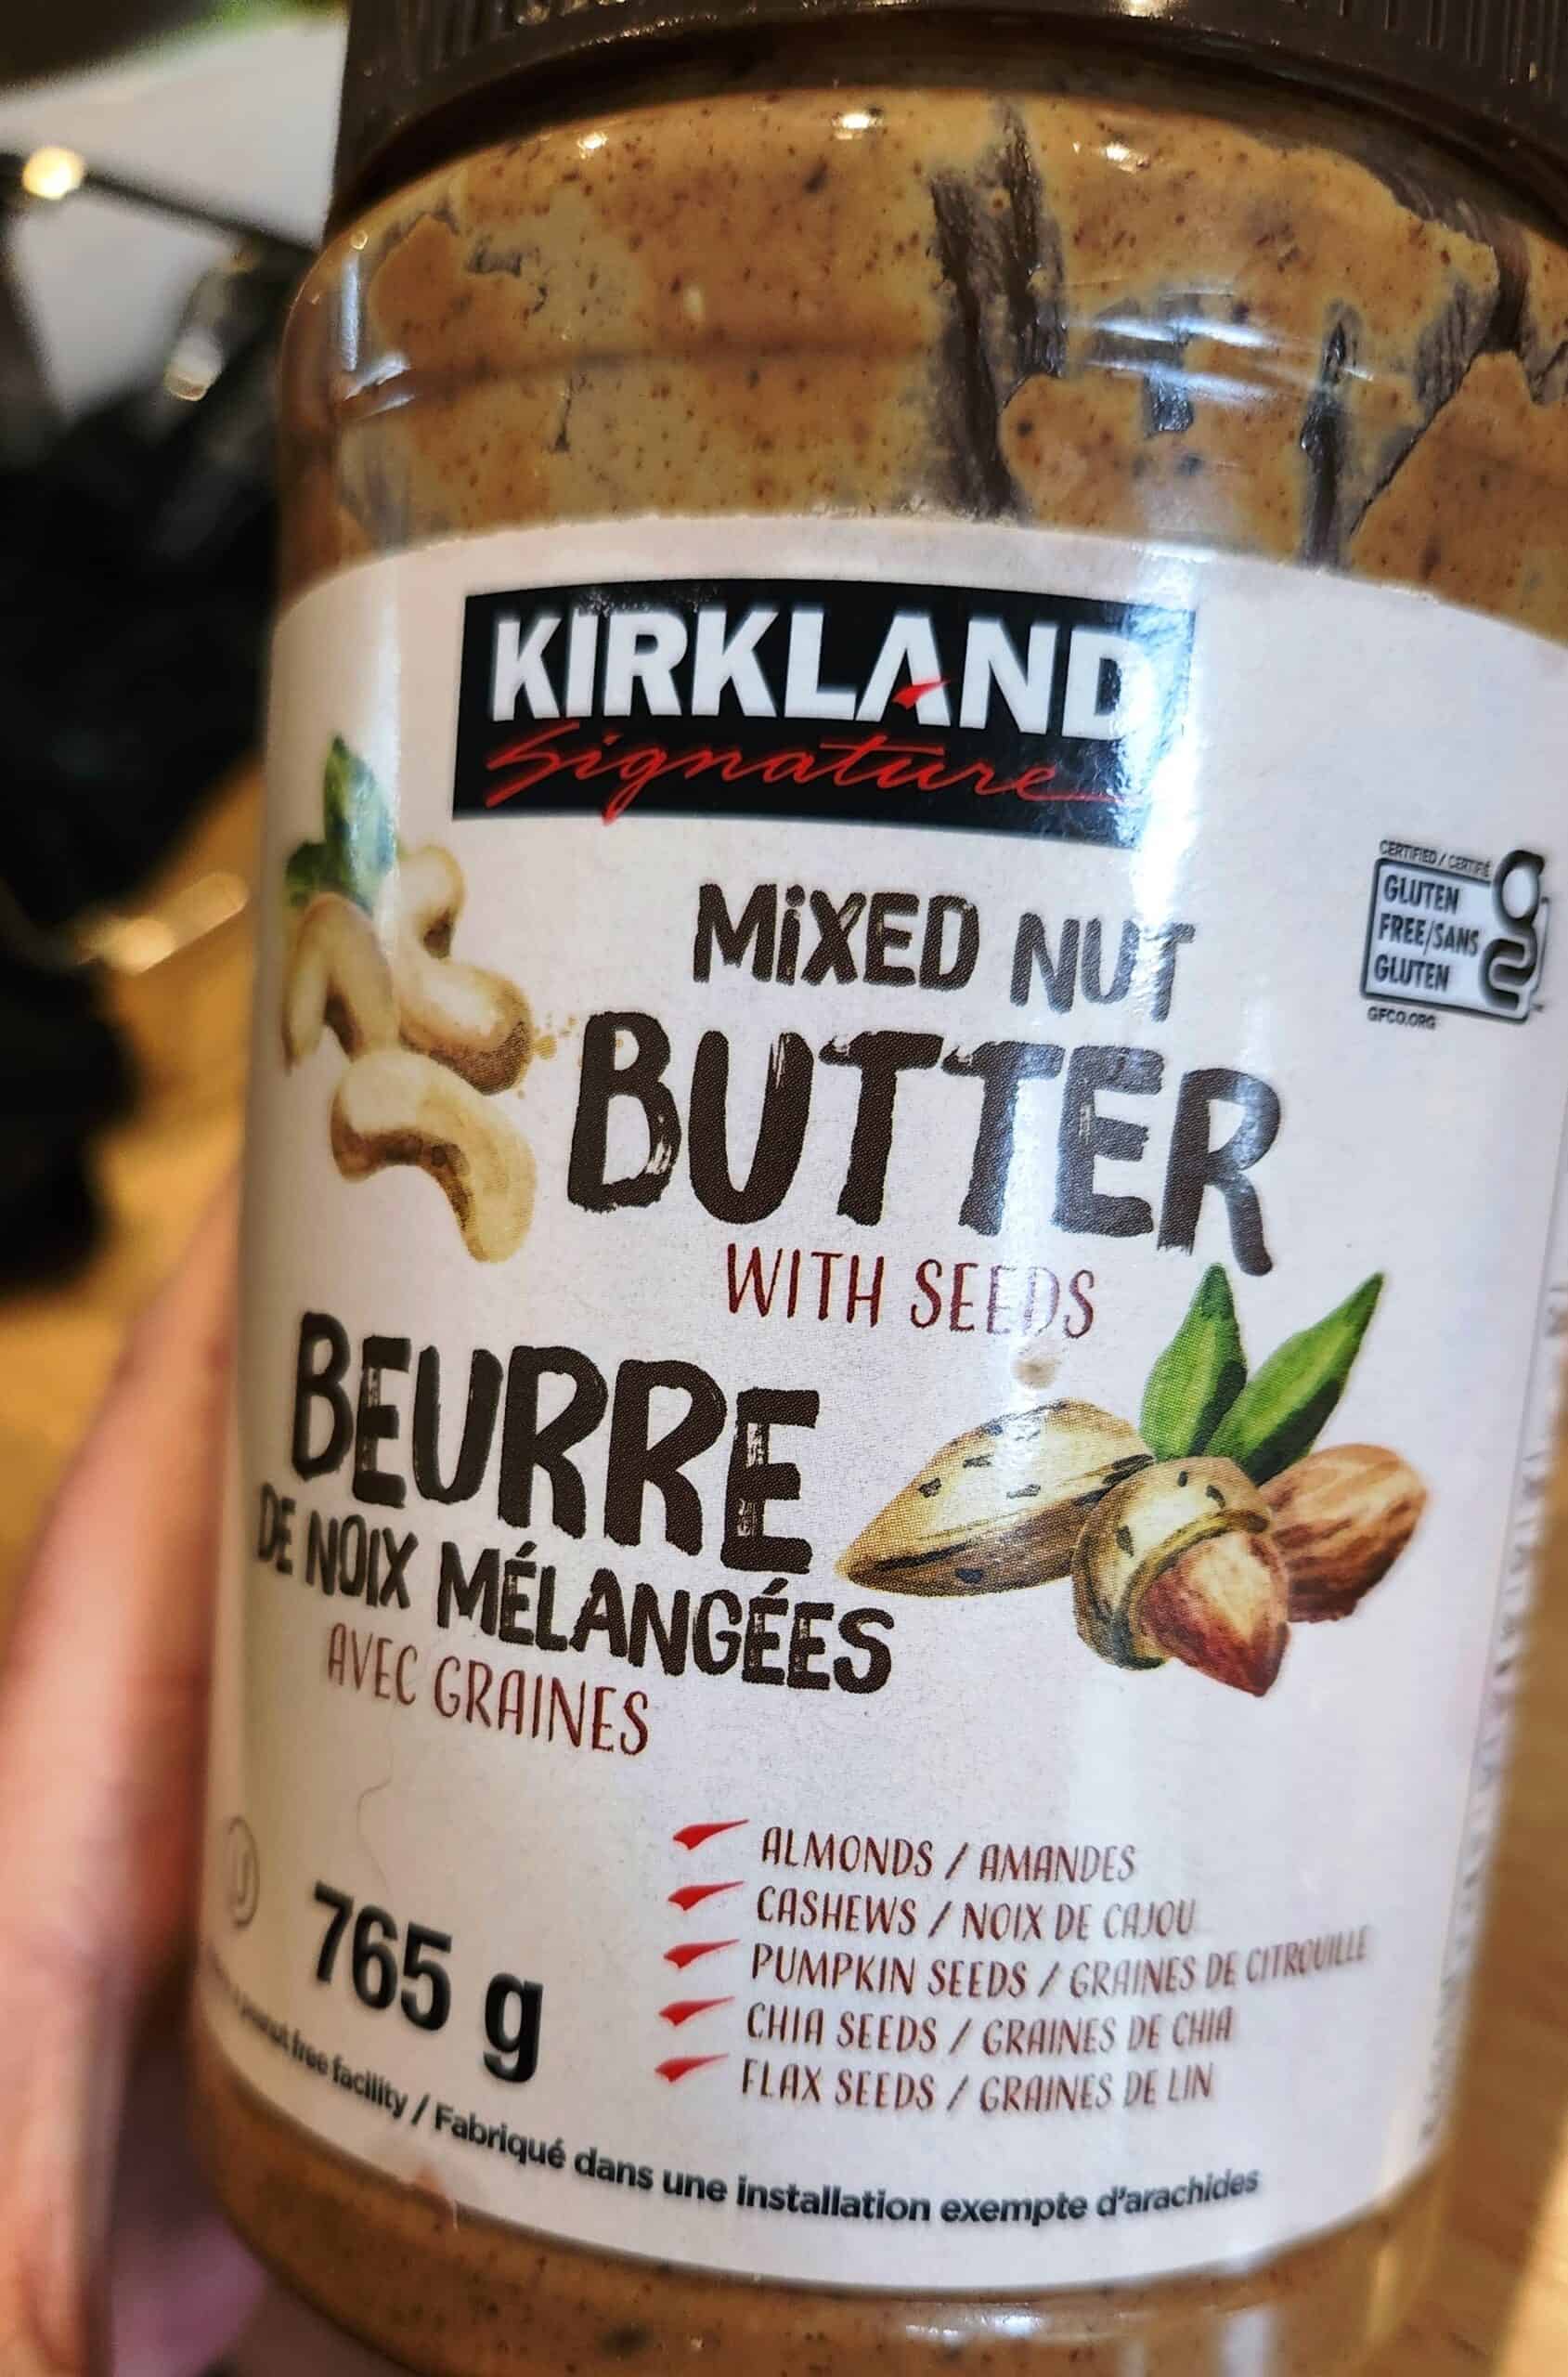 KIRKLAND
Signature
MIXED NUT
BUTTER
WITH SEEDS
CERTIFIED / CERTIFIÉ
GLUTEN
FREE/SANS
GLUTEN
GFCO.ORG
BEURRE
DE NOIX MÉLANGÉES
AVEC GRAINES
ALMONDS / AMANDES
CASHEWS / NOIX DE CAJOU
PUMPKIN SEEDS / GRAINES DE CITROUILLE
CHIA SEEDS / GRAINES DE CHIA
FLAX SEEDS / GRAINES DE LIN
U
765 g
peanut free facility / Fabriqué dans une installation exempte d'arachides